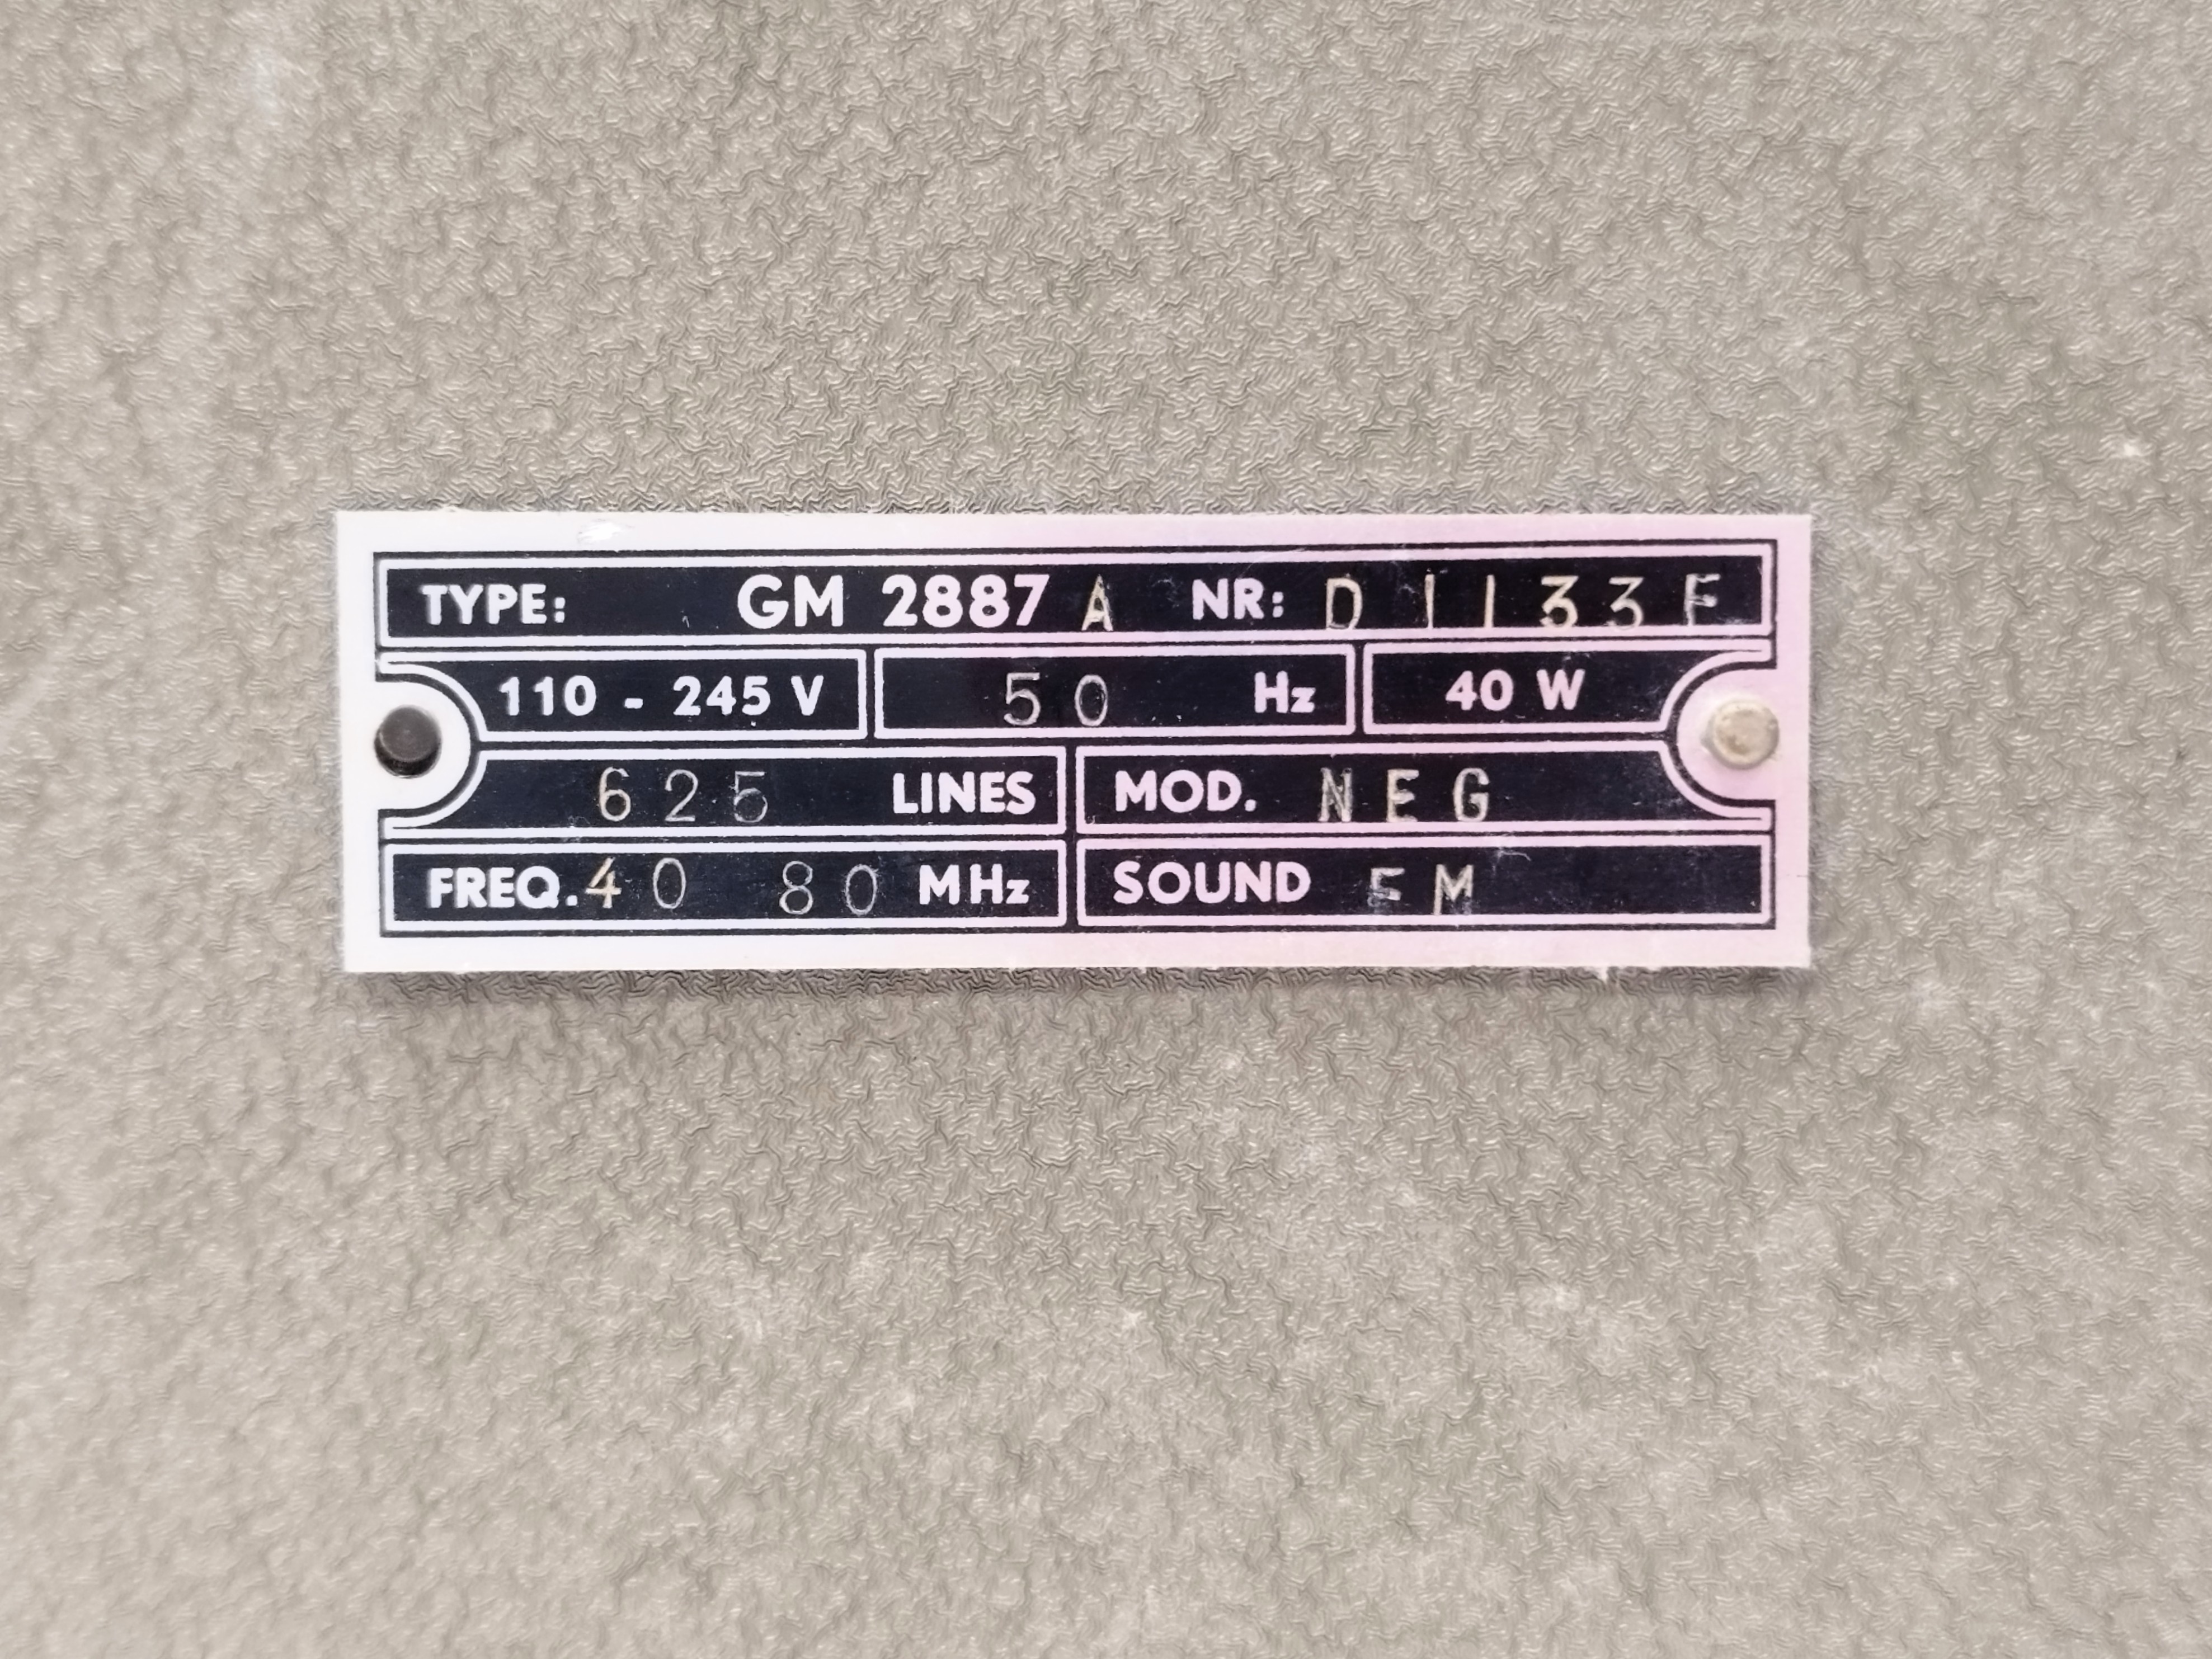 TYPE: GM 2887 A NR: D 1133 F
110 - 245 V 50 Hz 40 W
625 LINES MOD. NEG
FREQ. 40 80 MHz SOUND FM